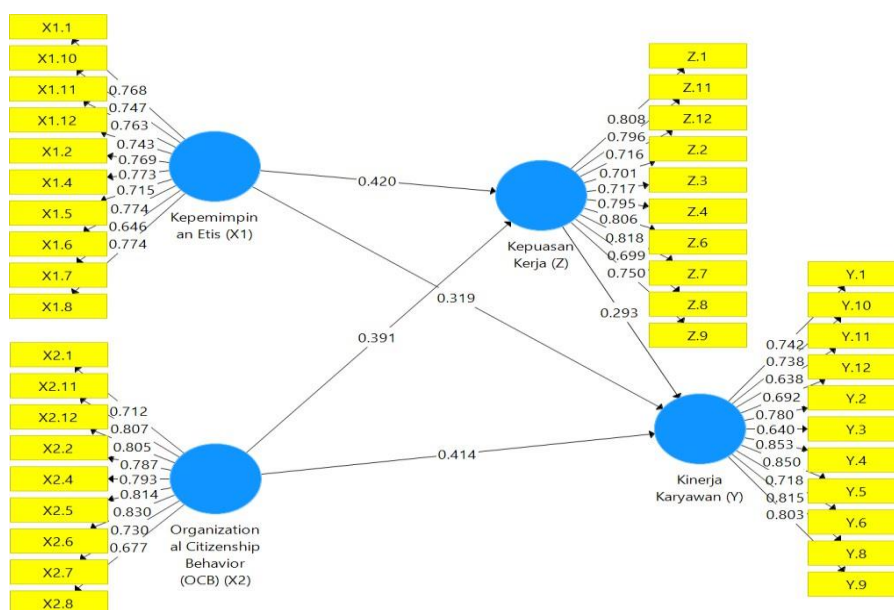 X1.1
X1.10
X1.11
X1.12
X1.2
X1.4
X1.5
X1.6
X1.7
X1.8
0.768
0.747
0.763
0.743
0.769
0.773
0.715
0.774
0.646
0.774
Kepemimpin
an Etis (X1)
0.420
0.319
0.391
0.414
0.293
Z.1
Z.11
Z.12
Z.2
Z.3
Z.4
Z.6
Z.7
Z.8
Z.9
0.808
0.796
0.716
0.701
0.717
0.795
0.806
0.818
0.699
0.750
Kepuasan
Kerja (Z)
X2.1
X2.11
X2.12
X2.2
X2.4
X2.5
X2.6
X2.7
X2.8
0.712
0.807
0.805
0.787
0.793
0.814
0.830
0.730
0.677
Organization
al Citizenship
Behavior
(OCB) (X2)
Y.1
Y.10
Y.11
Y.12
Y.2
Y.3
Y.4
Y.5
Y.6
Y.8
Y.9
0.742
0.738
0.638
0.692
0.780
0.640
0.853
0.850
0.718
0.815
0.803
Kinerja
Karyawan (Y)